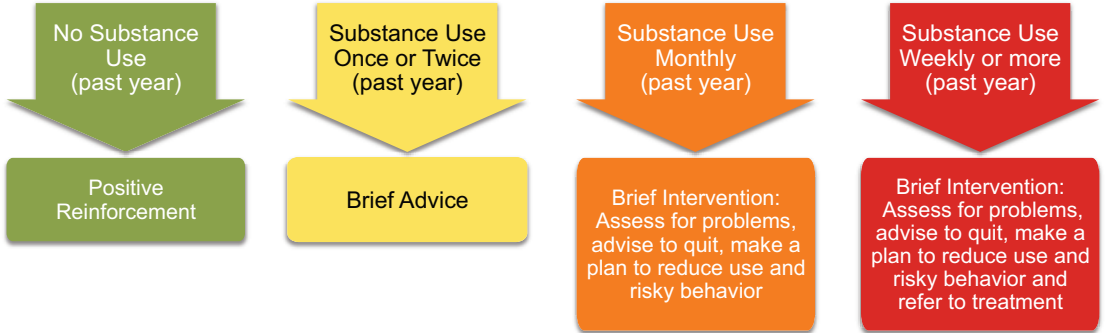 No Substance
Use
(past year)
Substance Use
Once or Twice
(past year)
Substance Use
Monthly
(past year)
Substance Use
Weekly or more
(past year)
Positive
Reinforcement
Brief Advice
Brief Intervention:
Assess for problems,
advise to quit, make a
plan to reduce use and
risky behavior
Brief Intervention:
Assess for problems,
advise to quit, make a
plan to reduce use and
risky behavior and
refer to treatment